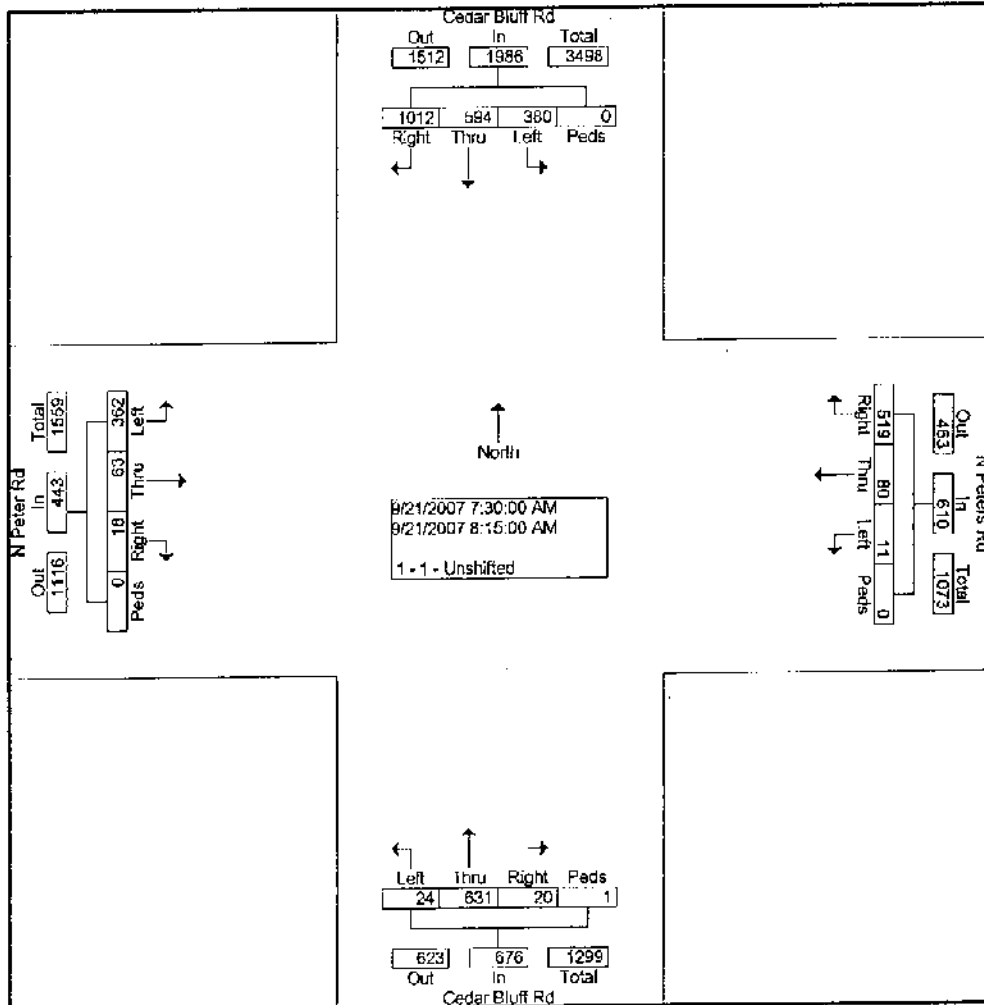 Cedar Bluff Rd
Out In Total
1512 1986 3498
1012 594 380 0
Right Thru Left Peds
N Peter Rd
Total In Out
1559 443 1116
362 63 18 0
Left Thru Right Peds
North
9/21/2007 7:30:00 AM
9/21/2007 8:15:00 AM
1 - 1 - Unshifted
519 80 11 0
Right Thru Left Peds
Out In Total
463 610 1073
N Peters Rd
Left Thru Right Peds
24 631 20 1
623 676 1299
Out In Total
Cedar Bluff Rd